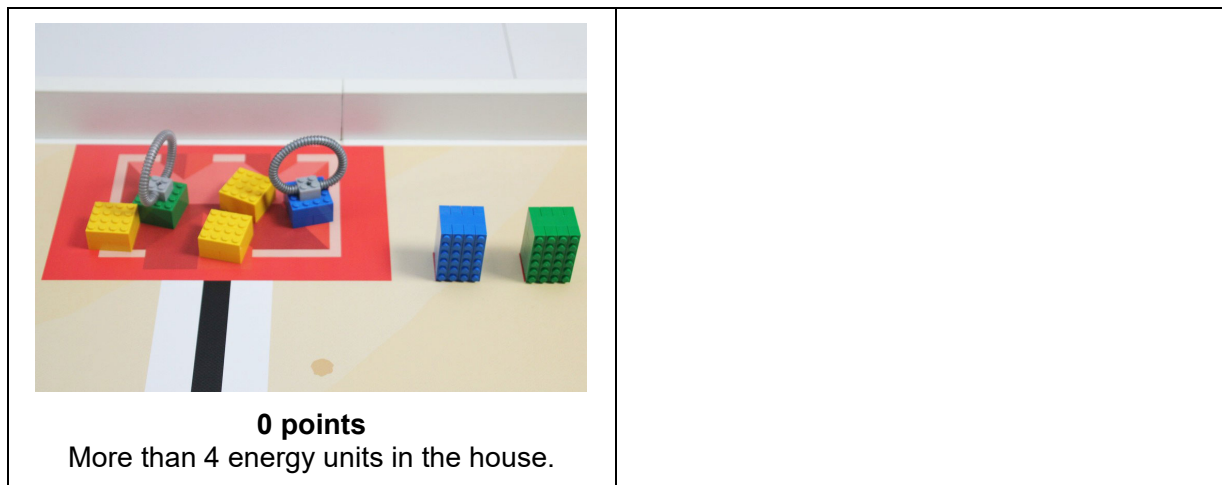 0 points
More than 4 energy units in the house.